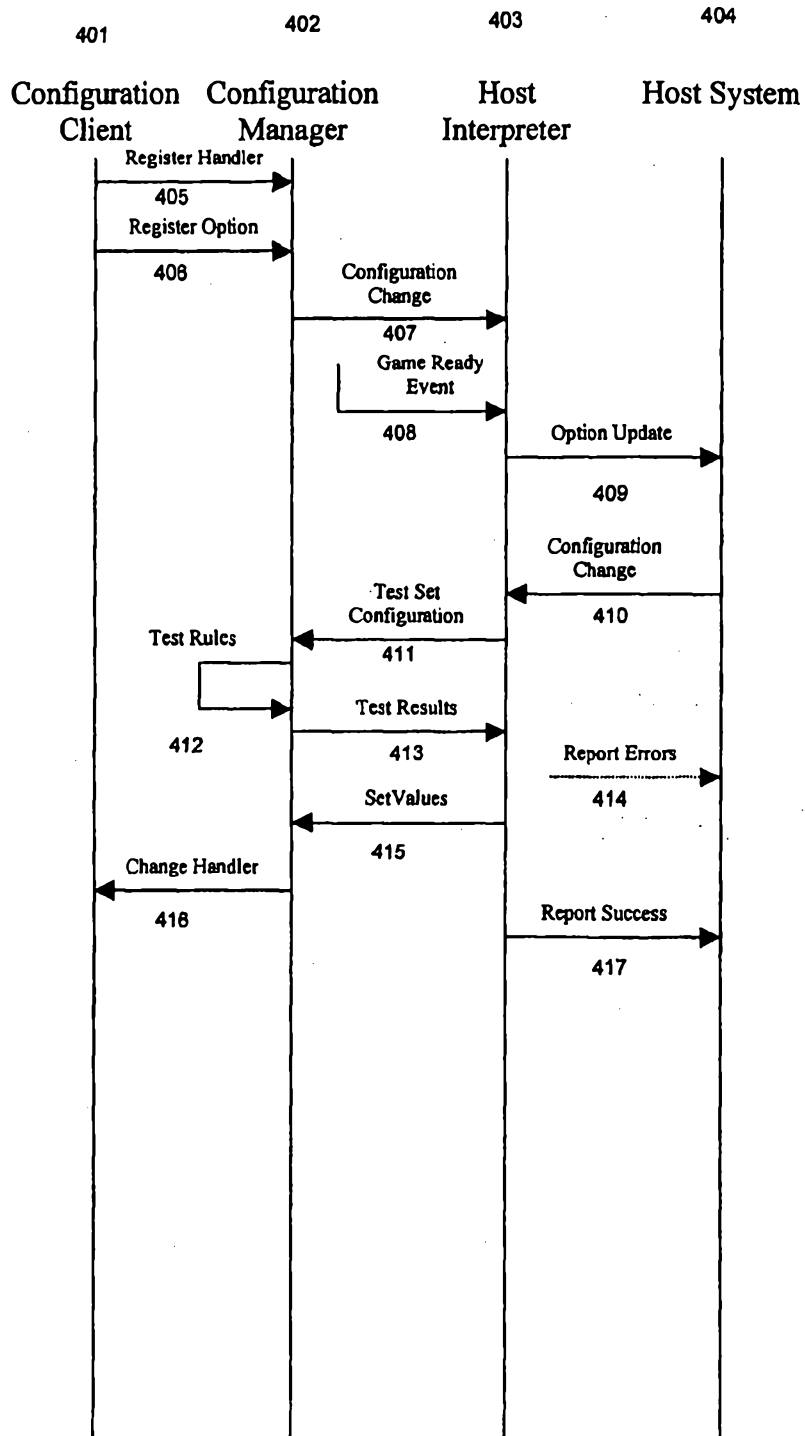 401
402
403
404
Configuration
Client
Configuration
Manager
Host
Interpreter
Host System
Register Handler
405
Register Option
406
Configuration
Change
407
Game Ready
Event
408
Option Update
409
Configuration
Change
410
Test Set
Configuration
411
Test Rules
412
Test Results
413
Report Errors
414
SetValues
415
Change Handler
416
Report Success
417